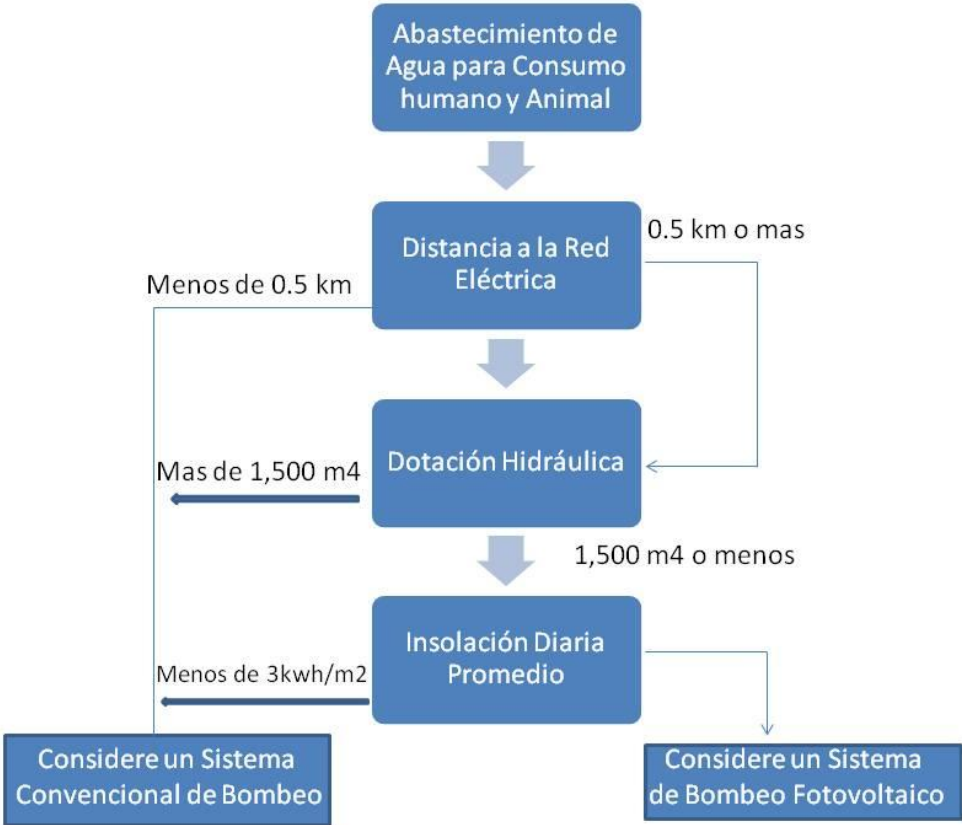 Abastecimiento de
Agua para Consumo
humano y Animal
0.5 km o mas
Distancia a la Red
Eléctrica
Menos de 0.5 km
Dotación Hidráulica
Mas de 1,500 m4
1,500 m4 o menos
Insolación Diaria
Promedio
Menos de 3kwh/m2
Considere un Sistema
Convencional de Bombeo
Considere un Sistema
de Bombeo Fotovoltaico